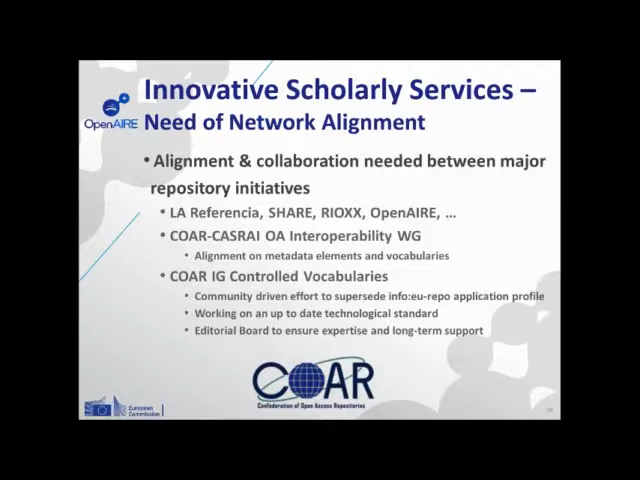 Innovative Scholarly Services –
OpenAIRE
Need of Network Alignment
• Alignment & collaboration needed between major
repository initiatives
• LA Referencia, SHARE, RIOXX, OpenAIRE, …
• COAR-CASRAI OA Interoperability WG
• Alignment on metadata elements and vocabularies
• COAR IG Controlled Vocabularies
• Community driven effort to supersede info:eu-repo application profile
• Working on an up to date technological standard
• Editorial Board to ensure expertise and long-term support
COAR
Confederation of Open Access Repositories
European
Commission